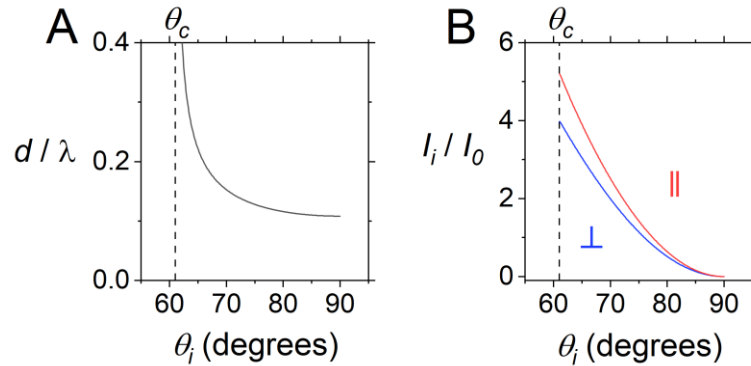 A
θc
0.4
0.2
0.0
d / λ
60 70 80 90
θi (degrees)
B
θc
6
4
2
0
Ii / I0
||
⊥
60 70 80 90
θi (degrees)